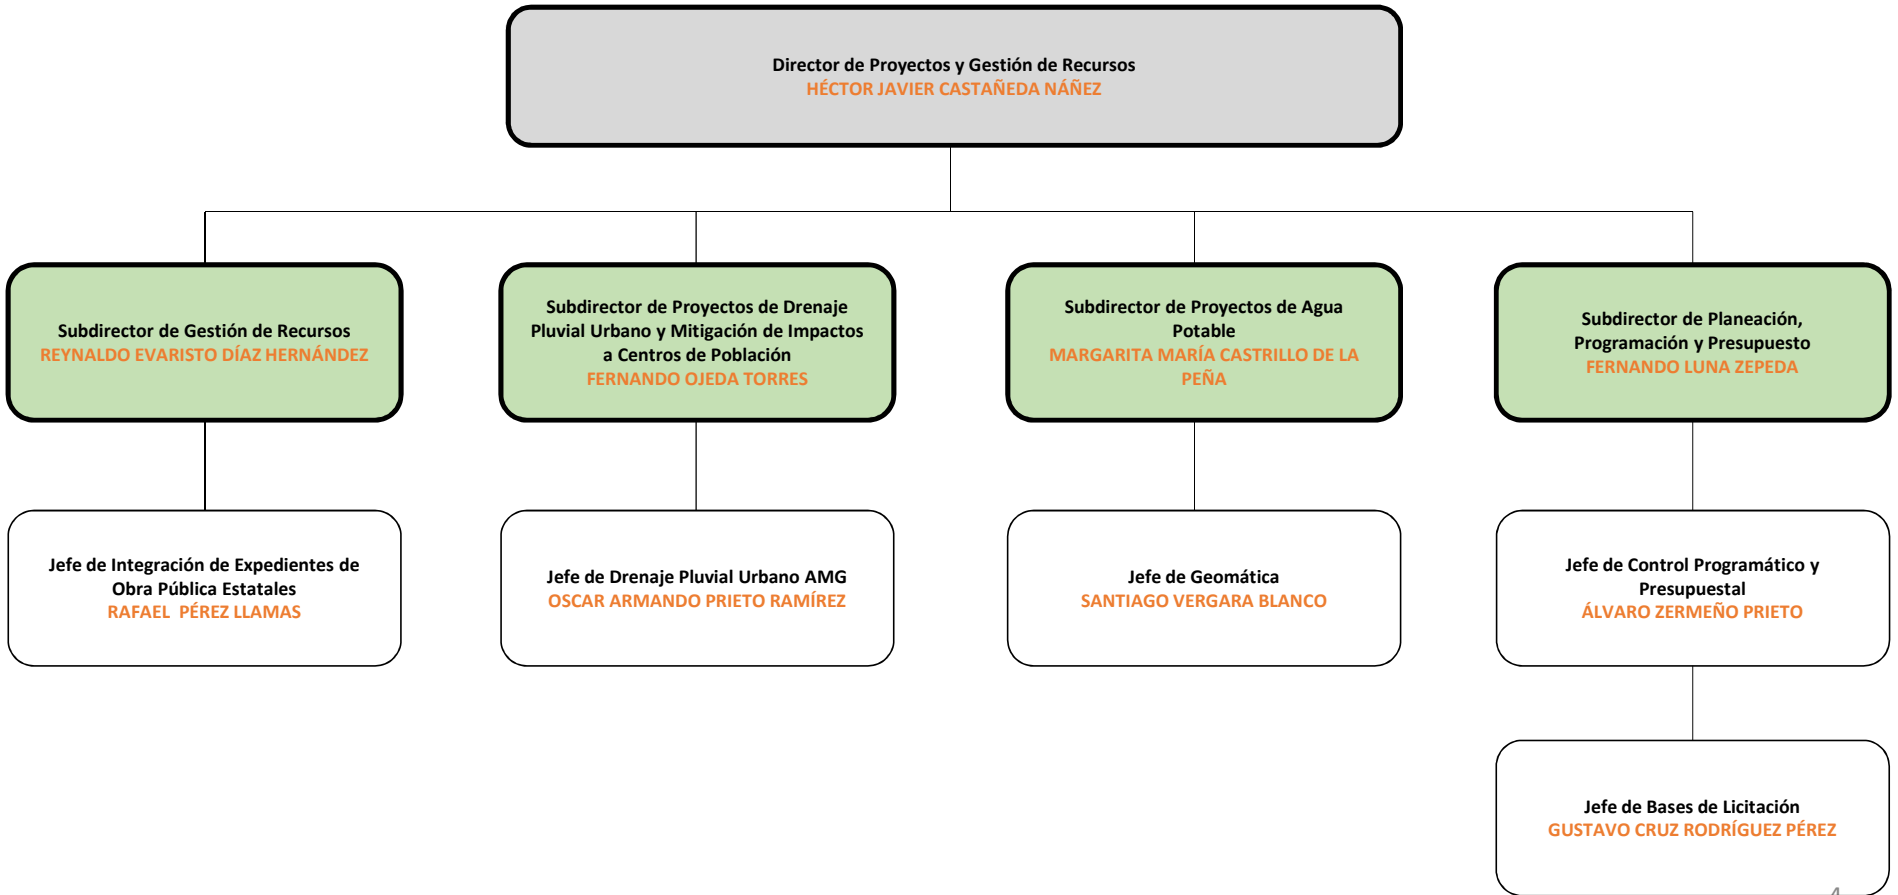 Director de Proyectos y Gestión de Recursos
HÉCTOR JAVIER CASTAÑEDA NÁÑEZ
Subdirector de Gestión de Recursos
REYNALDO EVARISTO DÍAZ HERNÁNDEZ
Subdirector de Proyectos de Drenaje
Pluvial Urbano y Mitigación de Impactos
a Centros de Población
FERNANDO OJEDA TORRES
Subdirector de Proyectos de Agua
Potable
MARGARITA MARÍA CASTRILLO DE LA
PEÑA
Subdirector de Planeación,
Programación y Presupuesto
FERNANDO LUNA ZEPEDA
Jefe de Integración de Expedientes de
Obra Pública Estatales
RAFAEL  PÉREZ LLAMAS
Jefe de Drenaje Pluvial Urbano AMG
OSCAR ARMANDO PRIETO RAMÍREZ
Jefe de Geomática
SANTIAGO VERGARA BLANCO
Jefe de Control Programático y
Presupuestal
ÁLVARO ZERMEÑO PRIETO
Jefe de Bases de Licitación
GUSTAVO CRUZ RODRÍGUEZ PÉREZ
4